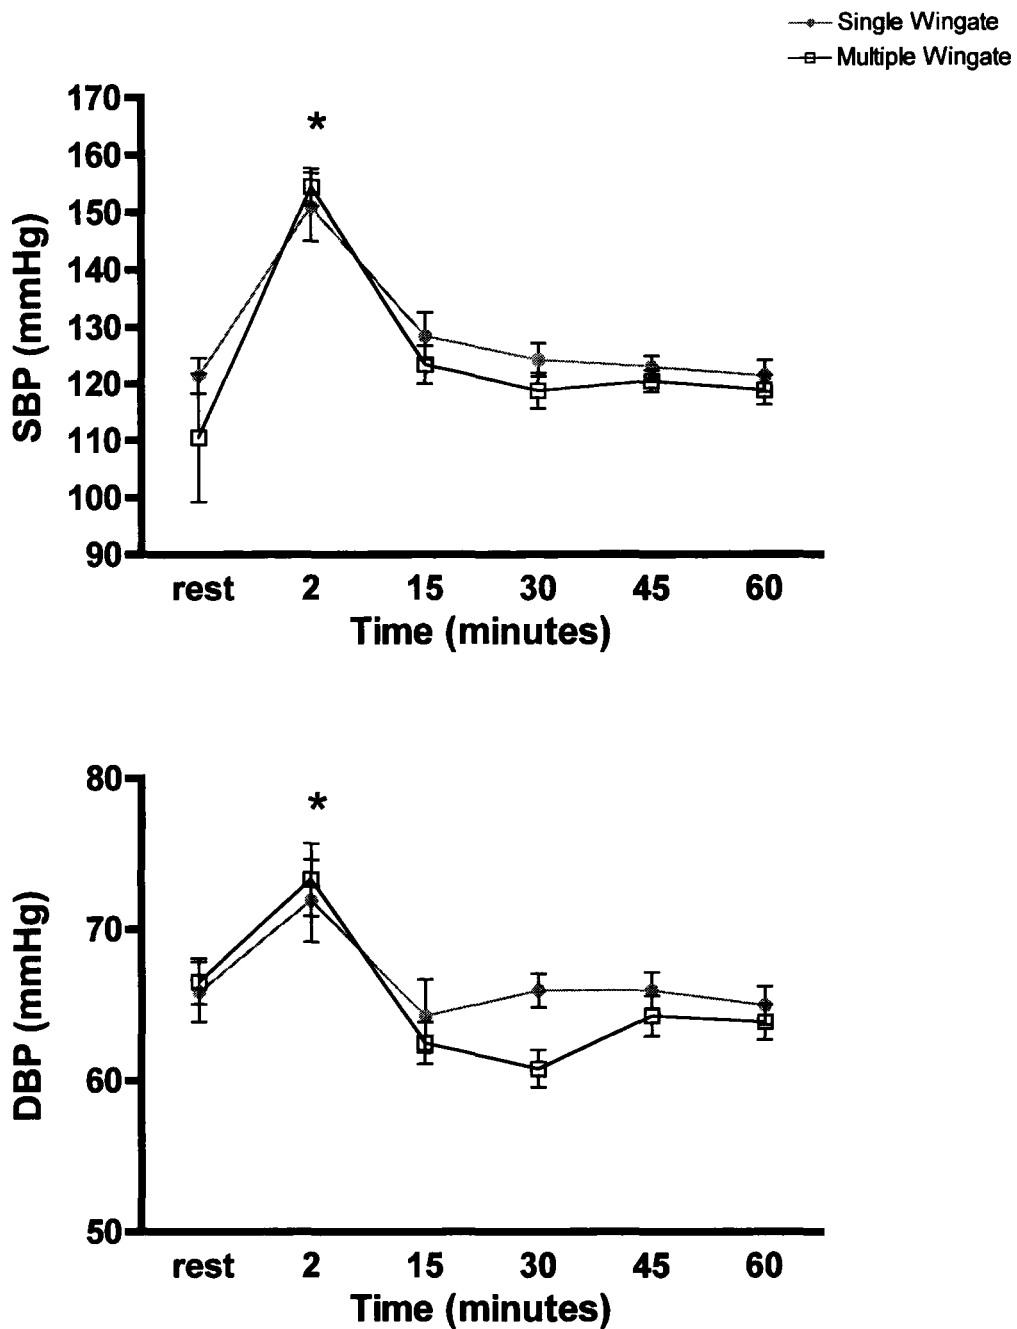 Single Wingate
Multiple Wingate
170
160
150
140
130
120
110
100
90
*
SBP (mmHg)
rest 2 15 30 45 60
Time (minutes)
80
70
60
50
*
DBP (mmHg)
rest 2 15 30 45 60
Time (minutes)